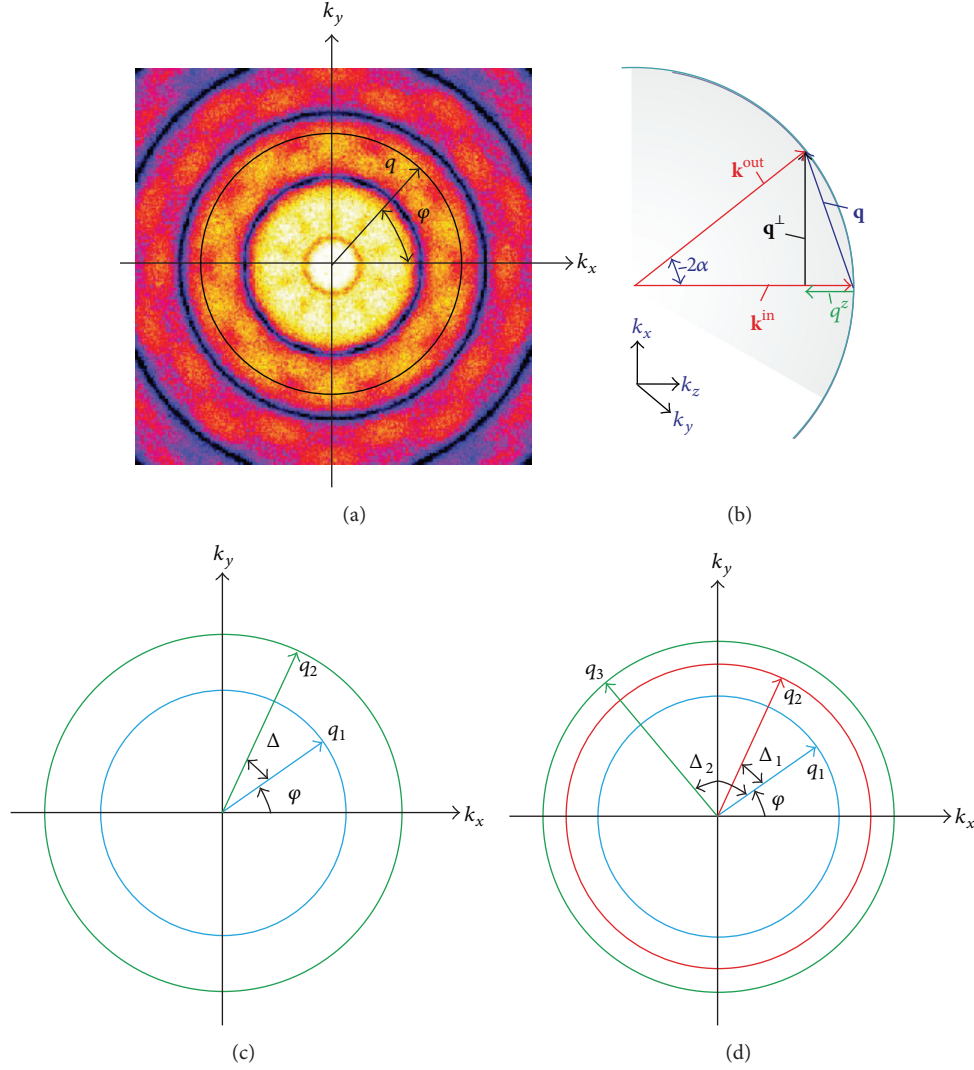 k_y
q
φ
k_x
(a)
k^out
q
q^⊥
2α
q^z
k^in
k_x
k_z
k_y
(b)
k_y
q_2
q_1
Δ
φ
k_x
(c)
k_y
q_3
q_2
Δ_2
Δ_1
q_1
φ
k_x
(d)